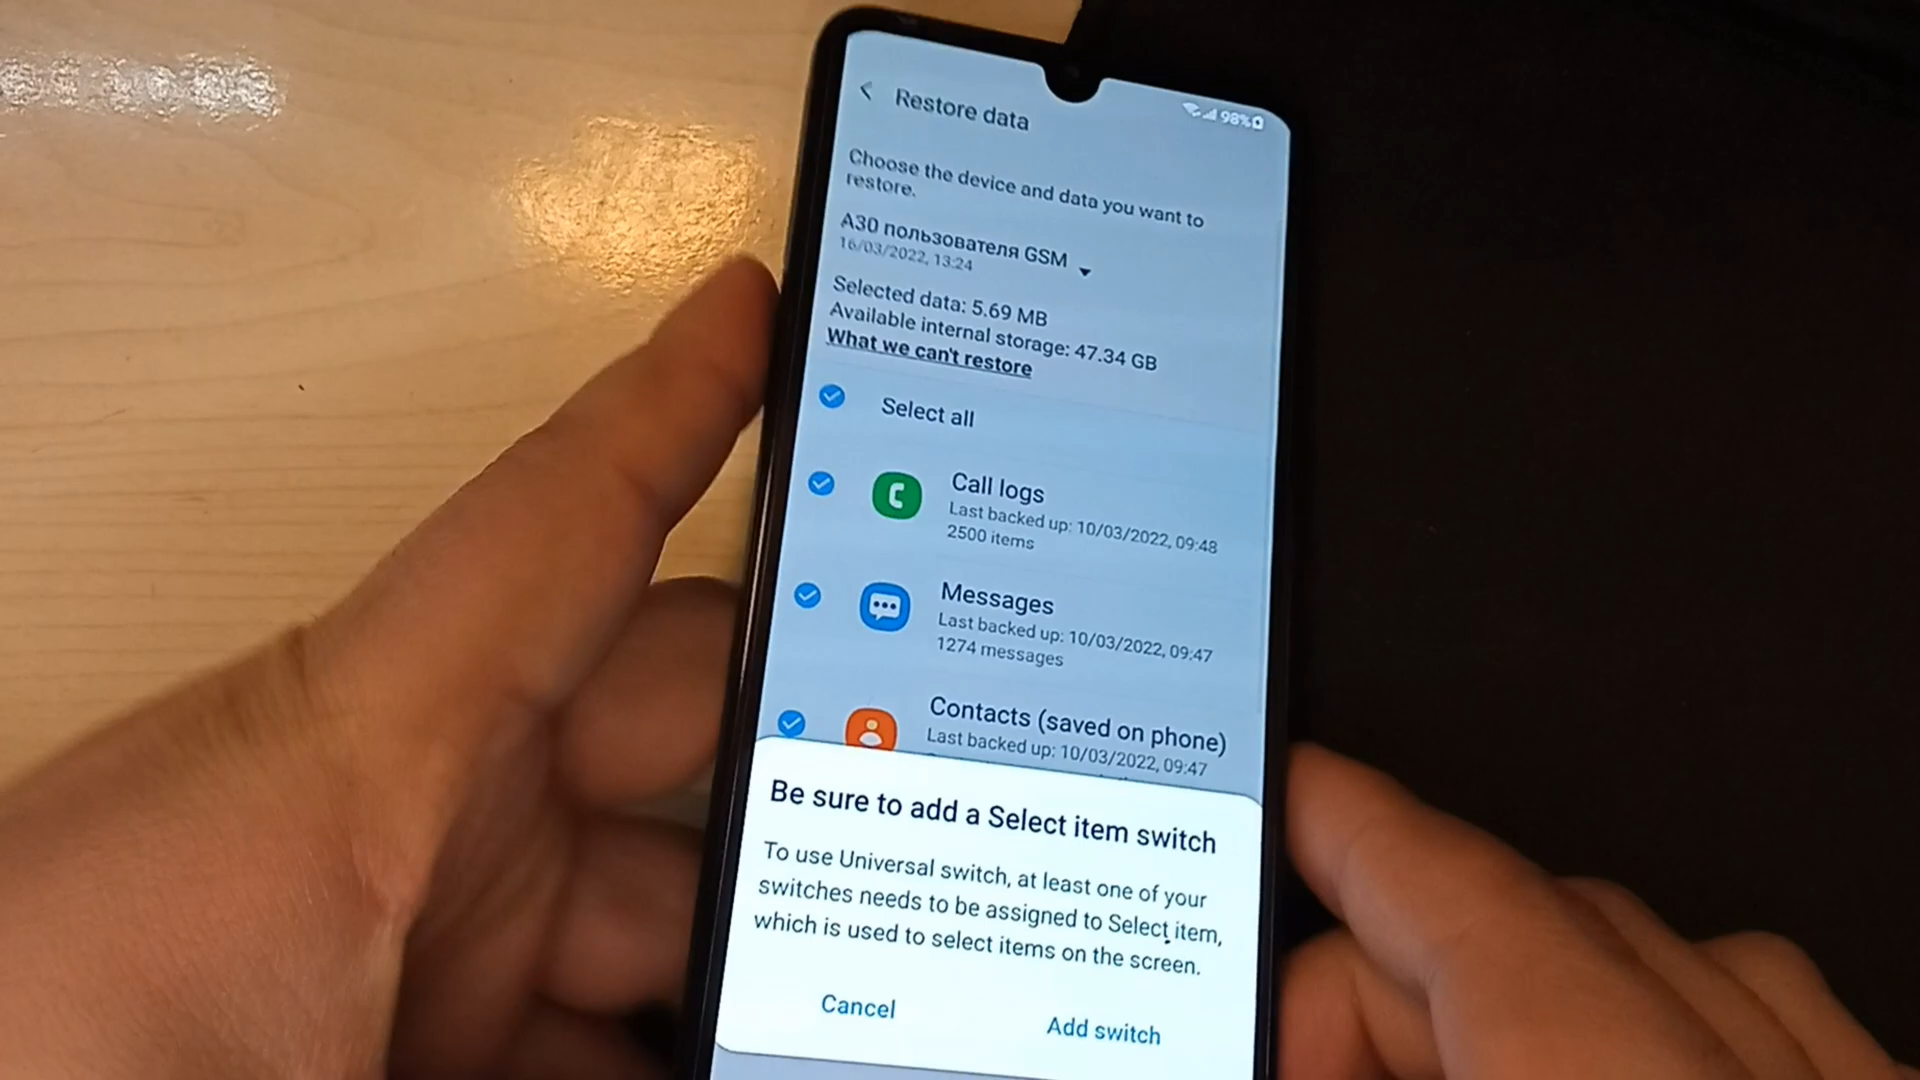 98%
Restore data
Choose the device and data you want to
restore.
A30 пользователя GSM
16/03/2022, 13:24
Selected data: 5.69 MB
Available internal storage: 47.34 GB
What we can't restore
Select all
Call logs
Last backed up: 10/03/2022, 09:48
2500 items
Messages
Last backed up: 10/03/2022, 09:47
1274 messages
Contacts (saved on phone)
Last backed up: 10/03/2022, 09:47
Be sure to add a Select item switch
To use Universal switch, at least one of your
switches needs to be assigned to Select item,
which is used to select items on the screen.
Cancel
Add switch